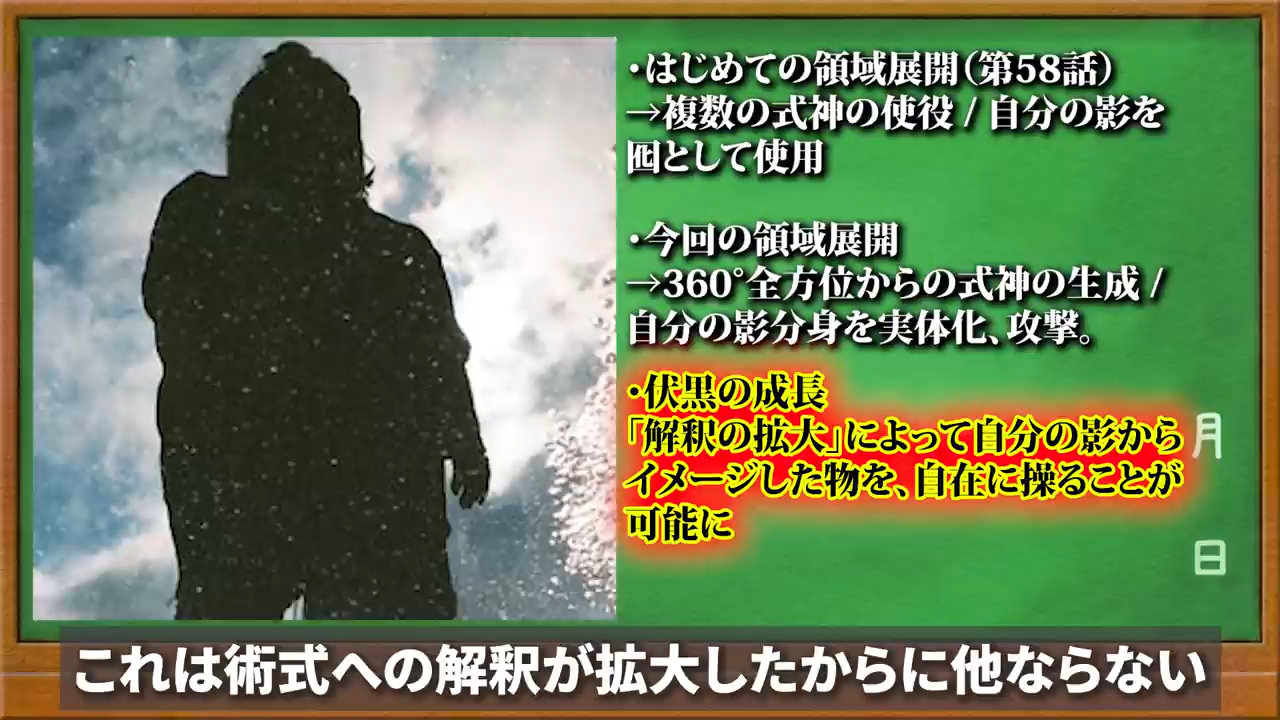 ・はじめての領域展開（第58話）
→複数の式神の使役 / 自分の影を
囮として使用
・今回の領域展開
→360°全方位からの式神の生成 /
自分の影分身を実体化、攻撃。
・伏黒の成長
「解釈の拡大」によって自分の影から
イメージした物を、自在に操ることが
可能に
月
日
これは術式への解釈が拡大したからに他ならない